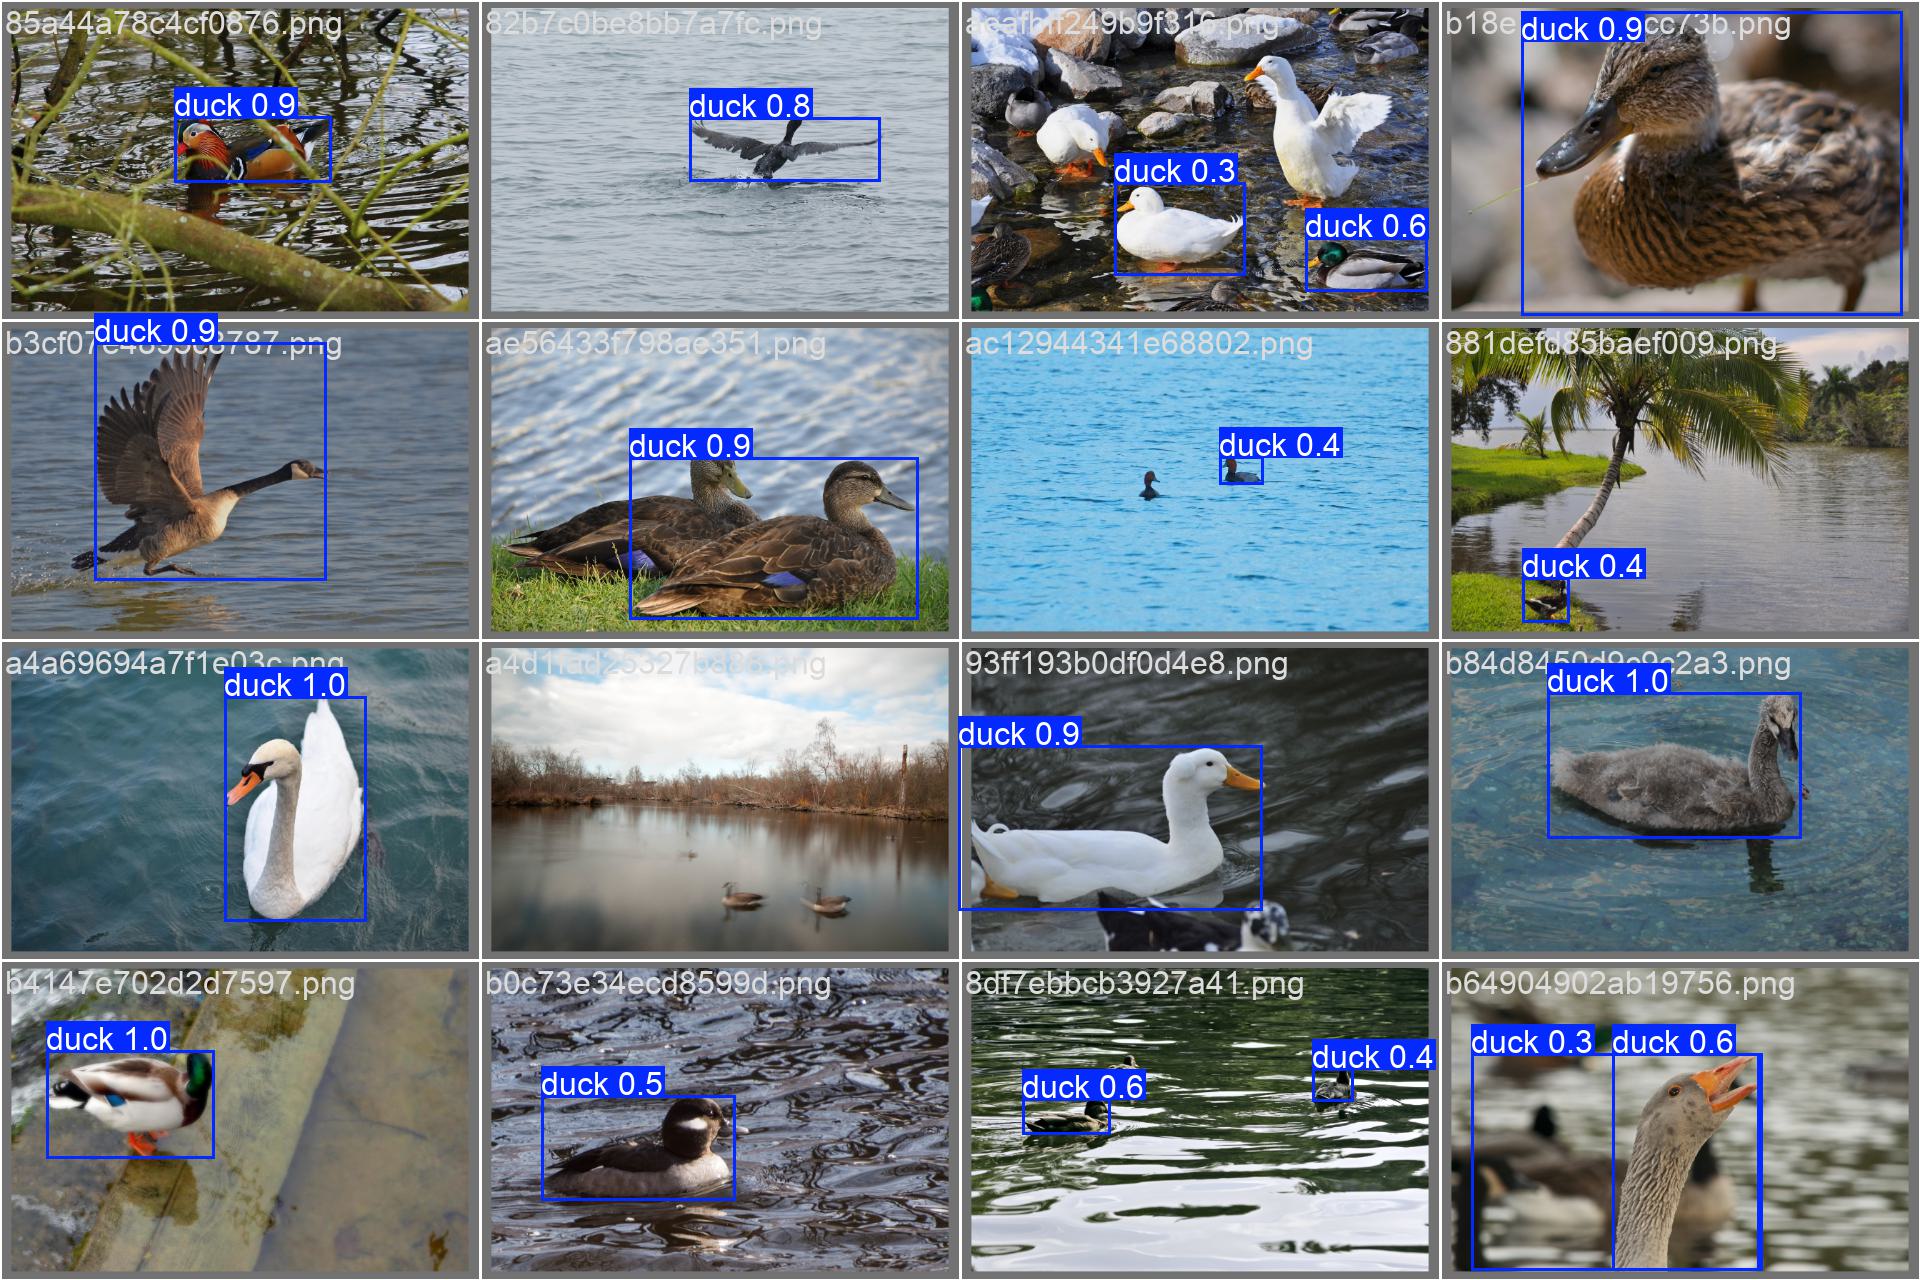 85a44a78c4cf0876.png
duck 0.9
82b7c0be8bb7a7fc.png
duck 0.8
duck 0.3
duck 0.6
b18e
duck 0.9
cc73b.png
duck 0.9
ae56433f798ae351.png
duck 0.9
ac12944341e68802.png
duck 0.4
881defd85baef009.png
duck 0.4
a4a69694a7f1e03c.png
duck 1.0
93ff193b0df0d4e8.png
duck 0.9
duck 1.0
b4147e702d2d7597.png
duck 1.0
b0c73e34ecd8599d.png
duck 0.5
8df7ebbcb3927a41.png
duck 0.6
duck 0.4
b64904902ab19756.png
duck 0.3
duck 0.6